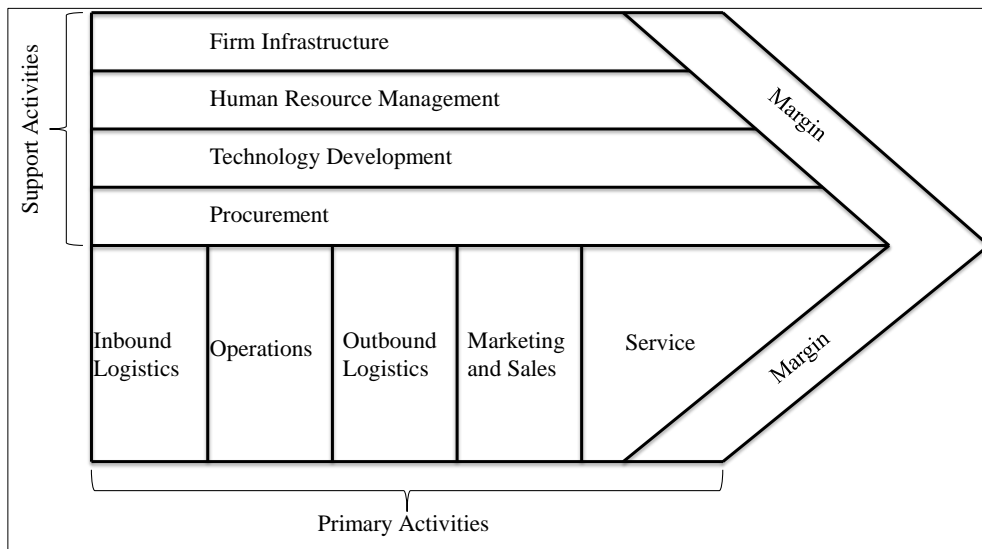 Support Activities
Firm Infrastructure
Human Resource Management
Technology Development
Procurement
Margin
Inbound
Logistics
Operations
Outbound
Logistics
Marketing
and Sales
Service
Margin
Primary Activities